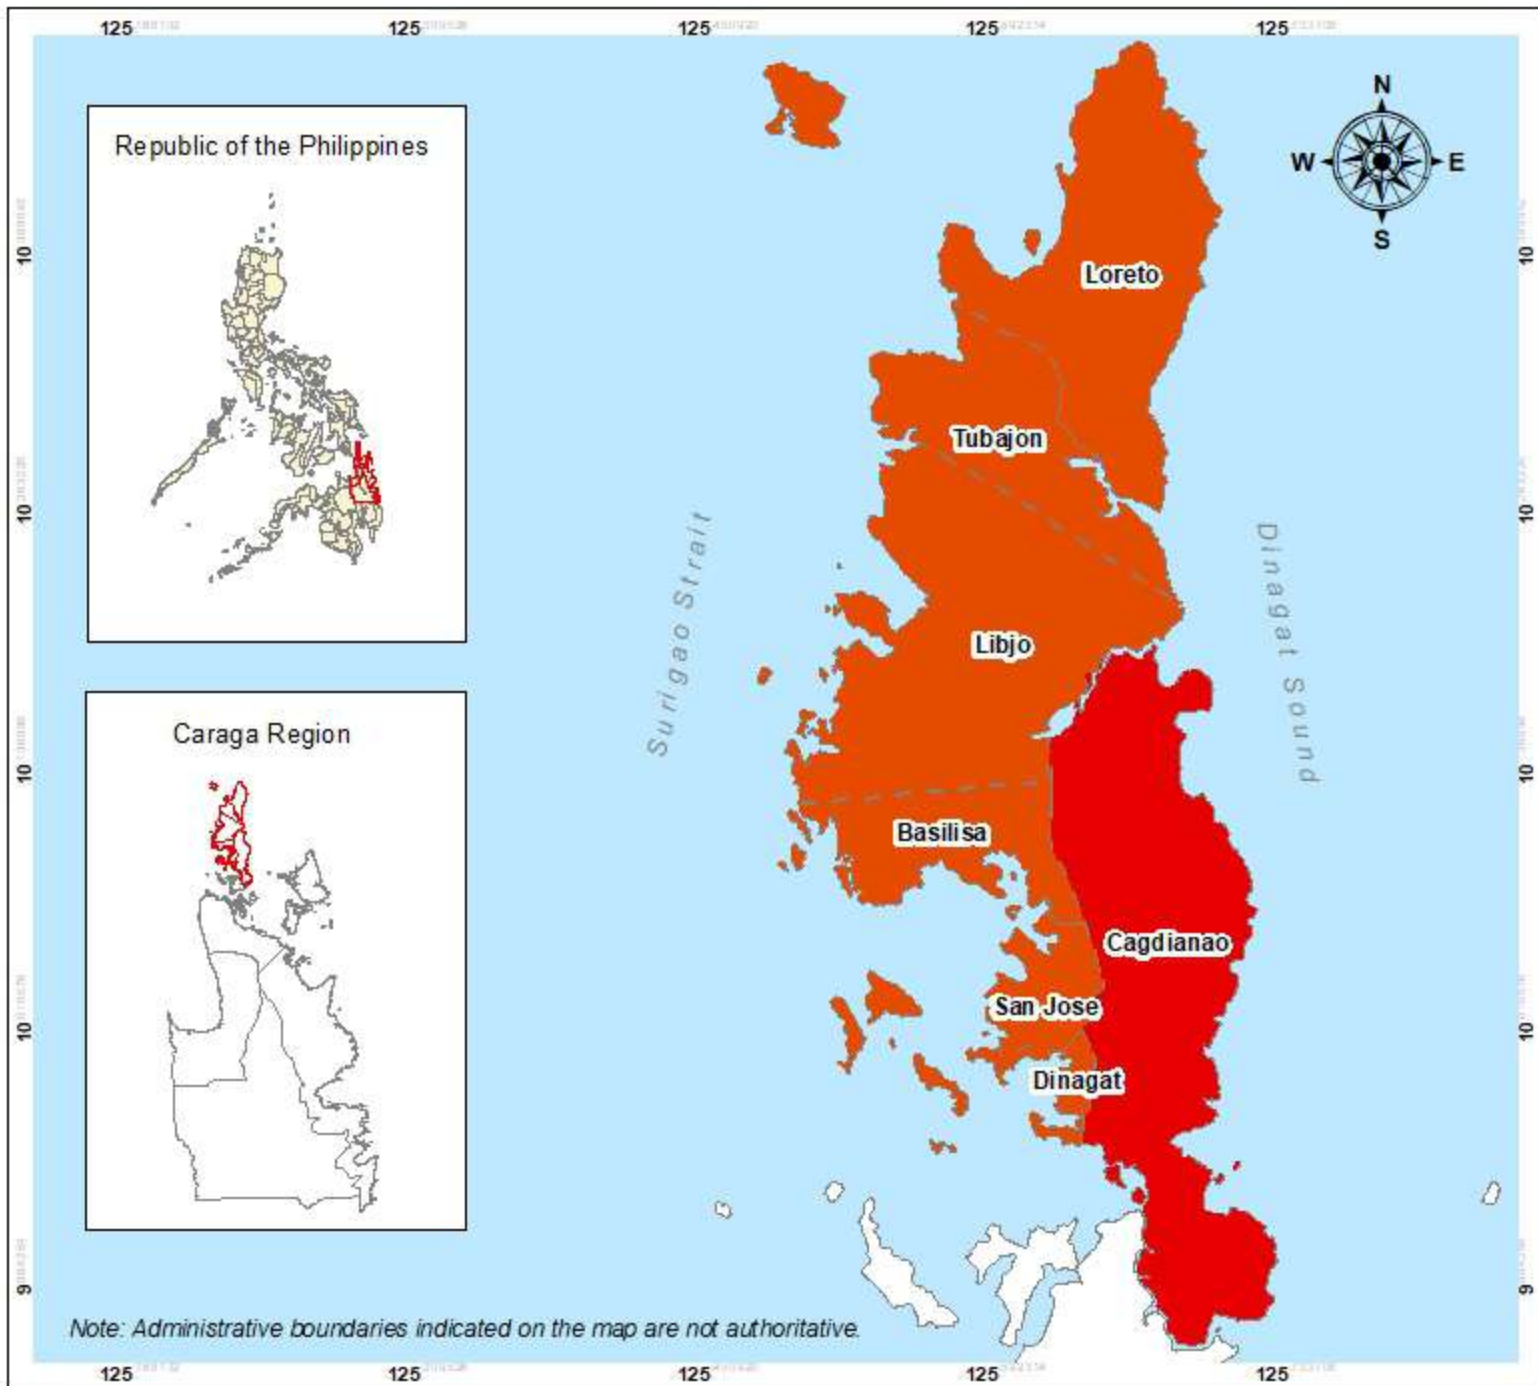 125 125 125 125 125
N
W E
S
Republic of the Philippines
10 10
Loreto
Tubajon
10 10
Surigao Strait
Dinagat Sound
Libjo
Caraga Region
10 10
Basilisa
Cagdianao
San Jose
10 10
Dinagat
9 9
Note: Administrative boundaries indicated on the map are not authoritative.
125 125 125 125 125